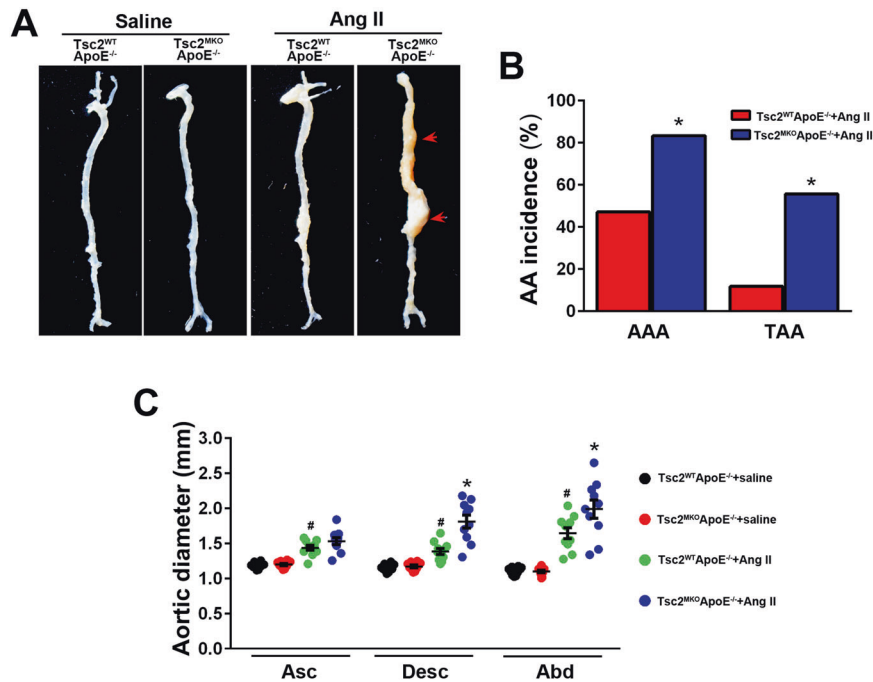 A
Saline
Ang II
Tsc2WT
ApoE-/-
Tsc2MKO
ApoE-/-
Tsc2WT
ApoE-/-
Tsc2MKO
ApoE-/-
B
AA incidence (%)
100
80
60
40
20
0
*
*
AAA
TAA
Tsc2WTApoE-/-+Ang II
Tsc2MKOApoE-/-+Ang II
C
Aortic diameter (mm)
3.0
2.5
2.0
1.5
1.0
0.0
#
#
*
#
*
Asc
Desc
Abd
Tsc2WTApoE-/-+saline
Tsc2MKOApoE-/-+saline
Tsc2WTApoE-/-+Ang II
Tsc2MKOApoE-/-+Ang II